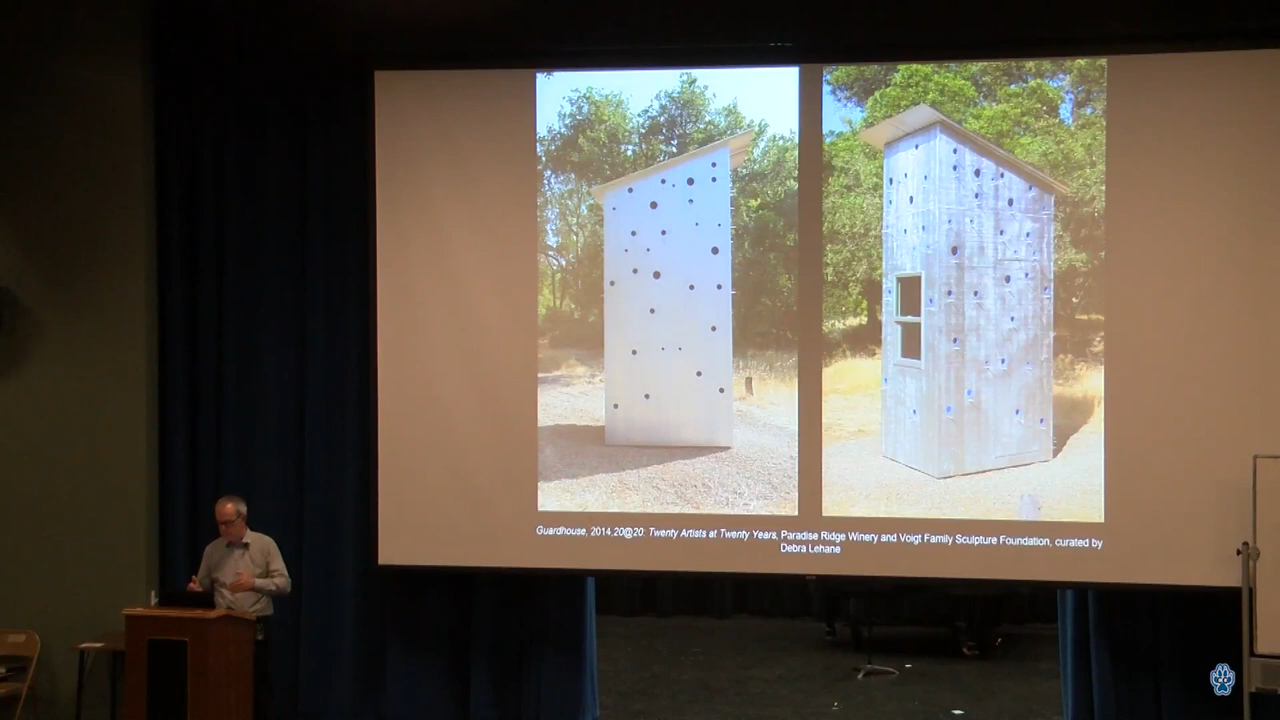 Guardhouse, 2014,20@20: Twenty Artists at Twenty Years, Paradise Ridge Winery and Voigt Family Sculpture Foundation, curated by
Debra Lehane